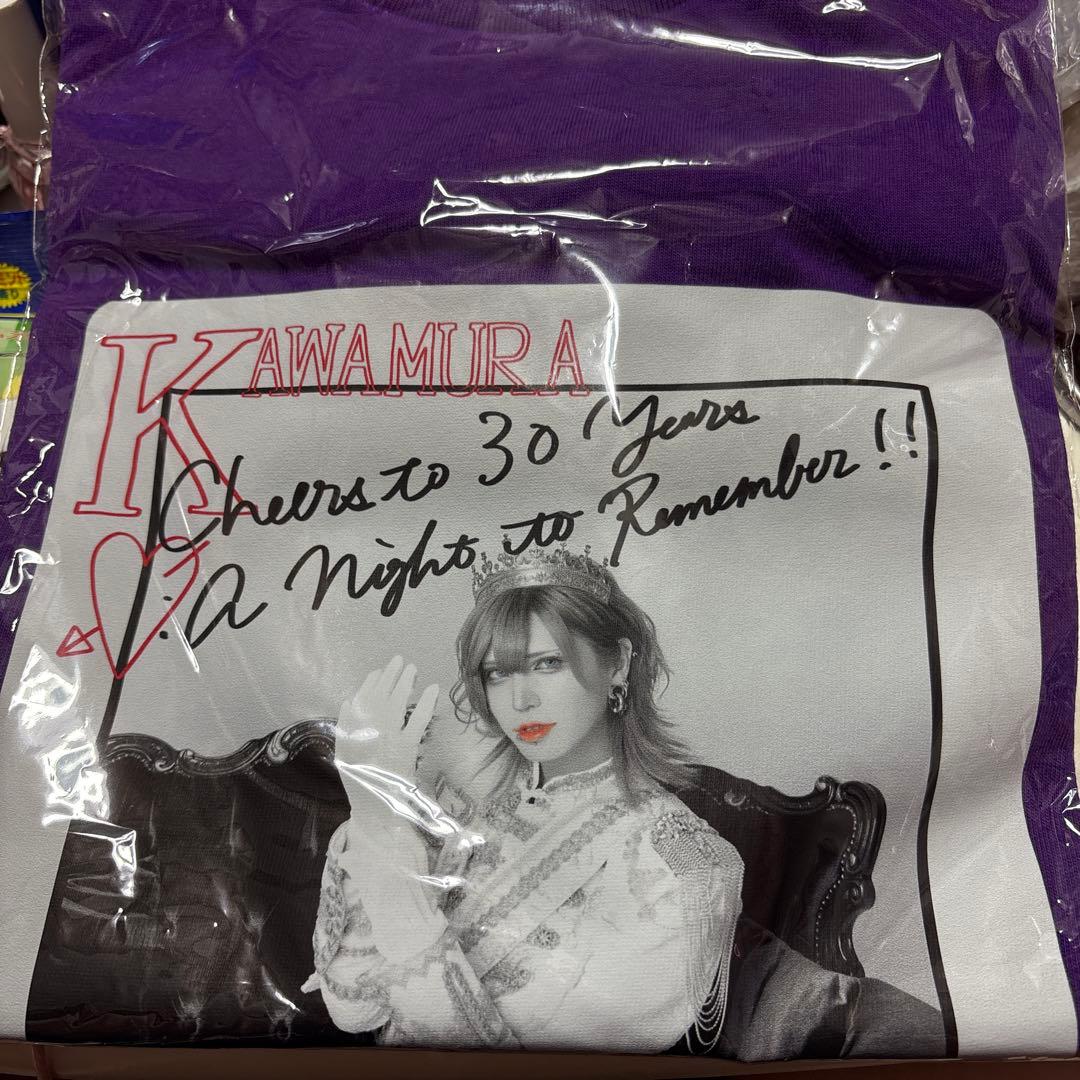 KAWAMURA
Cheers to 30 Years
: A Night to Remember!!